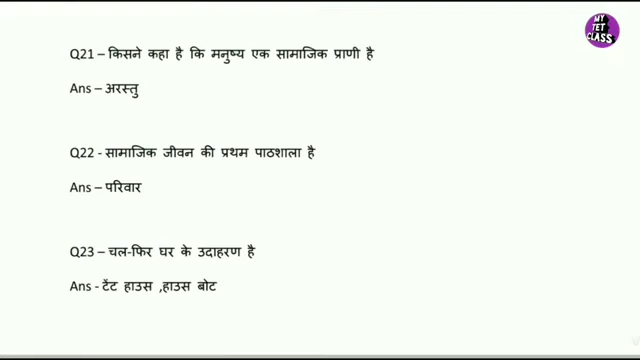 MY
TET
CLASS
Q21 – किसने कहा है कि मनुष्य एक सामाजिक प्राणी है
Ans – अरस्तु
Q22 - सामाजिक जीवन की प्रथम पाठशाला है
Ans – परिवार
Q23 – चल-फिर घर के उदाहरण है
Ans - टेंट हाउस ,हाउस बोट